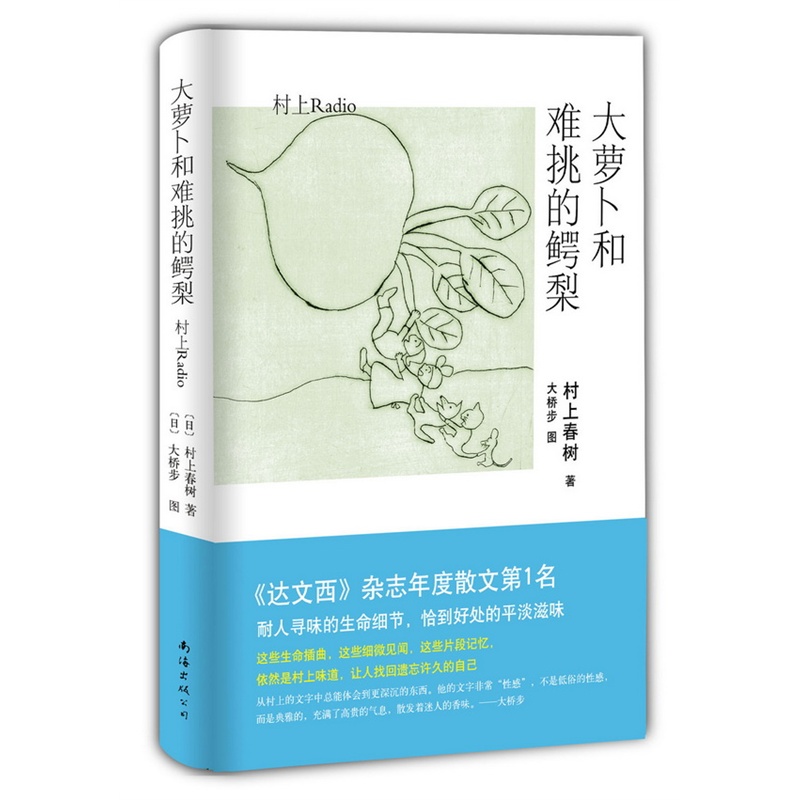 村上Radio
大萝卜和
难挑的鳄梨
村上春树 著
大桥步 图
《达文西》杂志年度散文第1名
耐人寻味的生命细节，恰到好处的平淡滋味
这些生命插曲，这些细微见闻，这些片段记忆，
依然是村上味道，让人找回遗忘许久的自己
从村上的文字中总能体会到更深沉的东西。他的文字非常“性感”，不是低俗的性感，
而是典雅的，充满了高贵的气息，散发着迷人的香味。——大桥步
大萝卜和难挑的鳄梨
村上Radio
〔日〕村上春树 著
〔日〕大桥步 图
南海出版公司